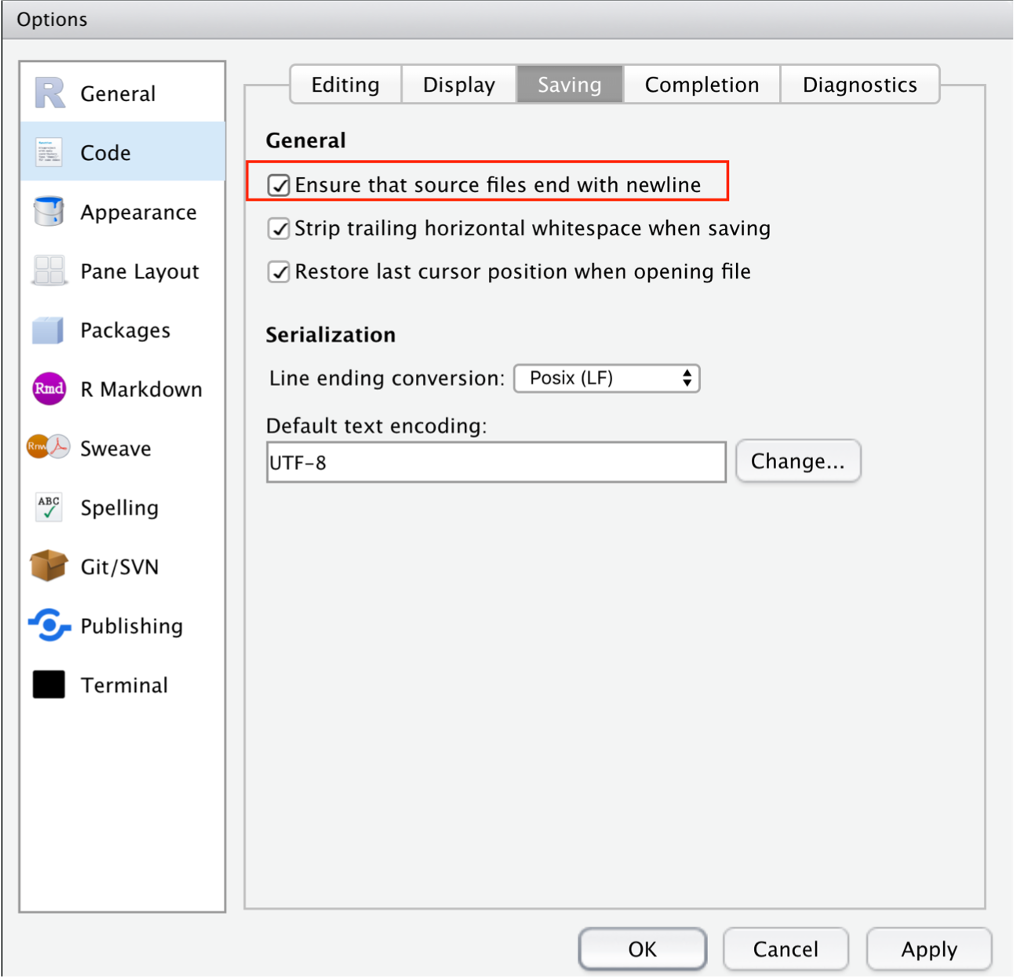 Options
General
Code
Appearance
Pane Layout
Packages
Rmd R Markdown
Rnw Sweave
ABC Spelling
Git/SVN
Publishing
Terminal
Editing Display Saving Completion Diagnostics
General
Ensure that source files end with newline
Strip trailing horizontal whitespace when saving
Restore last cursor position when opening file
Serialization
Line ending conversion: Posix (LF)
Default text encoding:
UTF-8 Change...
OK Cancel Apply